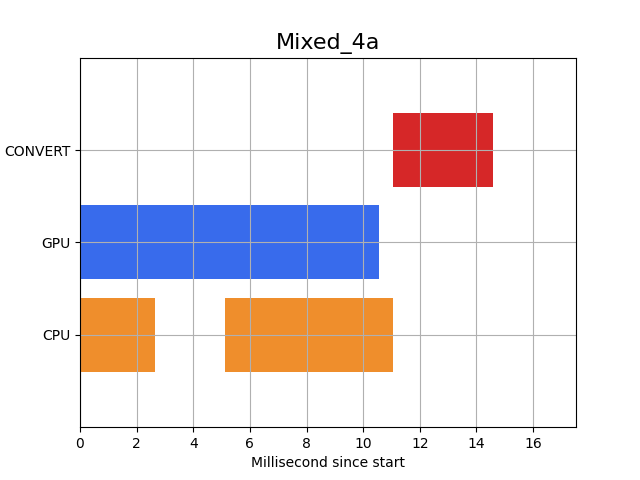 Mixed_4a
CONVERT
GPU
CPU
0 2 4 6 8 10 12 14 16
Millisecond since start